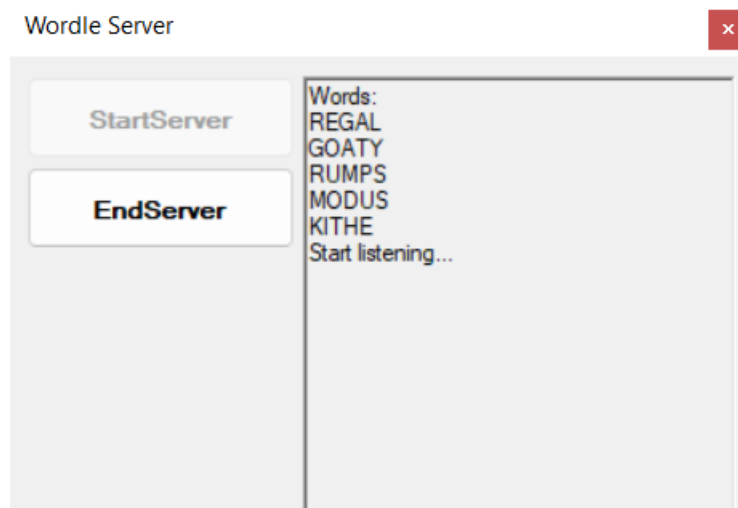 Wordle Server
×
StartServer
EndServer
Words:
REGAL
GOATY
RUMPS
MODUS
KITHE
Start listening...